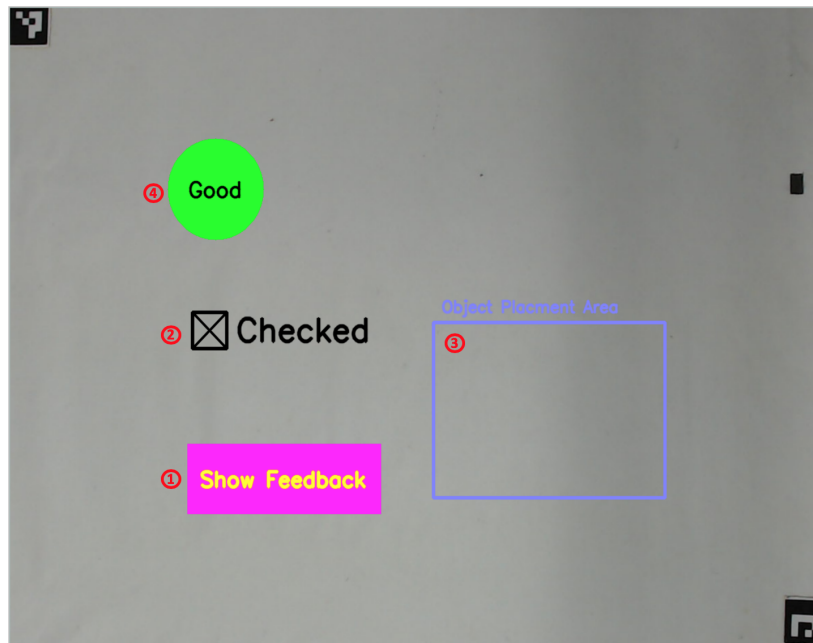 ④ Good
② Checked
Object Placment Area
③
① Show Feedback